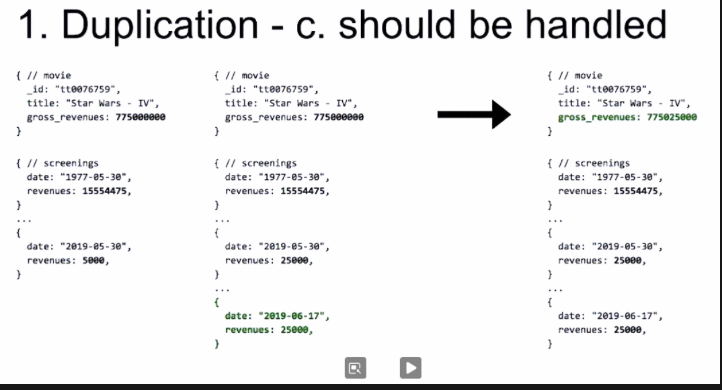 1. Duplication - c. should be handled
{ // movie
_id: "tt0076759",
title: "Star Wars - IV",
gross_revenues: 775000000
}
{ // screenings
date: "1977-05-30",
revenues: 15554475,
}
...
{
date: "2019-05-30",
revenues: 5000,
}
{ // movie
_id: "tt0076759",
title: "Star Wars - IV",
gross_revenues: 775000000
}
{ // screenings
date: "1977-05-30",
revenues: 15554475,
}
...
{
date: "2019-05-30",
revenues: 25000,
}
...
{
date: "2019-06-17",
revenues: 25000,
}
{ // movie
_id: "tt0076759",
title: "Star Wars - IV",
gross_revenues: 775025000
}
{ // screenings
date: "1977-05-30",
revenues: 15554475,
}
...
{
date: "2019-05-30",
revenues: 25000,
}
...
{
date: "2019-06-17",
revenues: 25000,
}